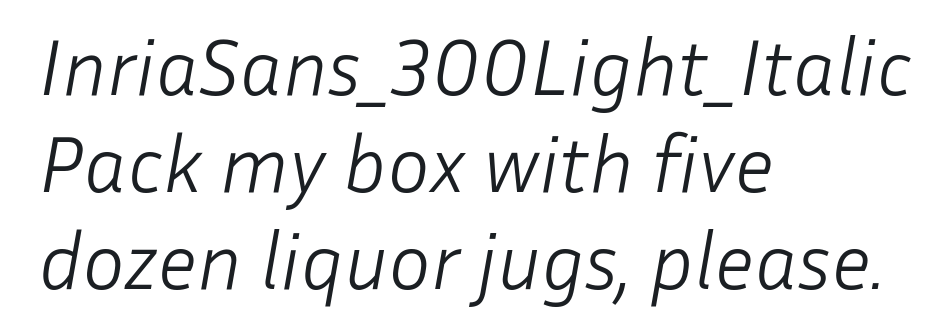 InriaSans_300Light_Italic
Pack my box with five
dozen liquor jugs, please.